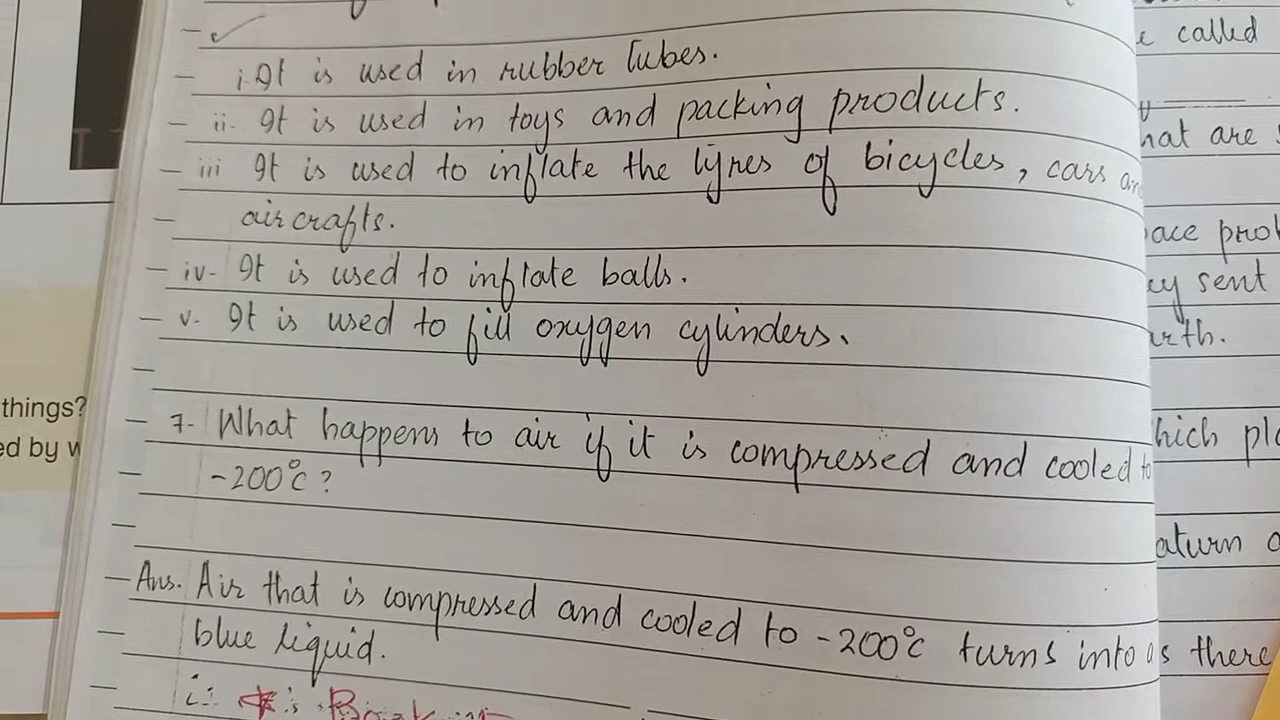 i. It is used in rubber tubes.
ii- It is used in toys and packing products.
iii It is used to inflate the tyres of bicycles, cars an
aircrafts.
iv- It is used to inflate balls.
v. It is used to fill oxygen cylinders.
7- What happens to air if it is compressed and cooled to
-200°c?
Ans. Air that is compressed and cooled to -200°c turns into
blue liquid.
things?
ed by w
called
hat are
ace pro
ey sent
arth.
hich pla
aturn
s there